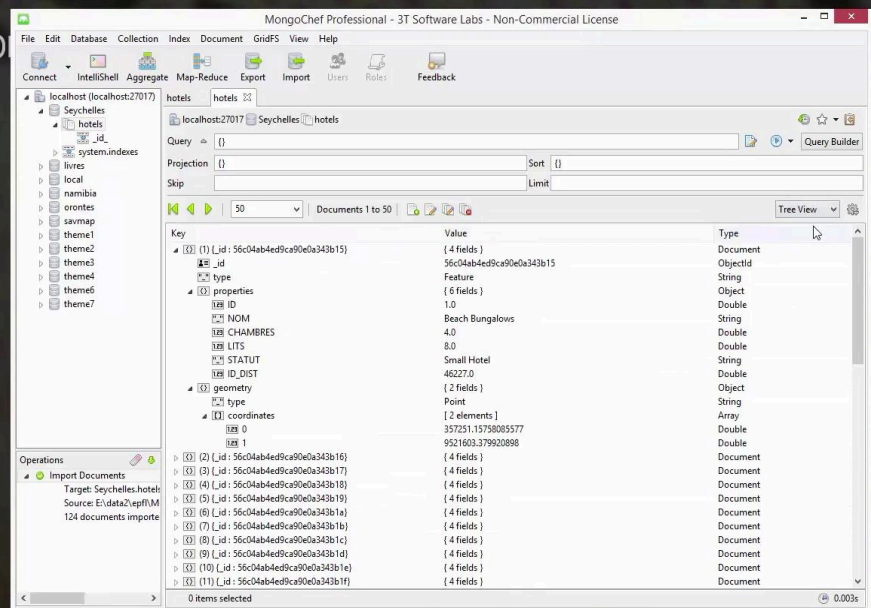 MongoChef Professional - 3T Software Labs - Non-Commercial License
File Edit Database Collection Index Document GridFS View Help
Connect IntelliShell Aggregate Map-Reduce Export Import Users Roles Feedback
localhost (localhost:27017)
Seychelles
hotels
_id_
system.indexes
livres
local
namibia
orontes
savmap
theme1
theme2
theme3
theme4
theme6
theme7
Operations
Import Documents
Target: Seychelles.hotels
Source: E:\data2\epfl\M
124 documents importe
hotels hotels
localhost:27017 Seychelles hotels
Query {} Query Builder
Projection {} Sort {}
Skip Limit
50 Documents 1 to 50 Tree View
Key Value Type
(1) {_id : 56c04ab4ed9ca90e0a343b15} { 4 fields } Document
_id 56c04ab4ed9ca90e0a343b15 ObjectId
type Feature String
properties { 6 fields } Object
ID 1.0 Double
NOM Beach Bungalows String
CHAMBRES 4.0 Double
LITS 8.0 Double
STATUT Small Hotel String
ID_DIST 46227.0 Double
geometry { 2 fields } Object
type Point String
coordinates [ 2 elements ] Array
0 357251.15758085577 Double
1 9521603.379920898 Double
(2) {_id : 56c04ab4ed9ca90e0a343b16} { 4 fields } Document
(3) {_id : 56c04ab4ed9ca90e0a343b17} { 4 fields } Document
(4) {_id : 56c04ab4ed9ca90e0a343b18} { 4 fields } Document
(5) {_id : 56c04ab4ed9ca90e0a343b19} { 4 fields } Document
(6) {_id : 56c04ab4ed9ca90e0a343b1a} { 4 fields } Document
(7) {_id : 56c04ab4ed9ca90e0a343b1b} { 4 fields } Document
(8) {_id : 56c04ab4ed9ca90e0a343b1c} { 4 fields } Document
(9) {_id : 56c04ab4ed9ca90e0a343b1d} { 4 fields } Document
(10) {_id : 56c04ab4ed9ca90e0a343b1e} { 4 fields } Document
(11) {_id : 56c04ab4ed9ca90e0a343b1f} { 4 fields } Document
0 items selected 0.003s